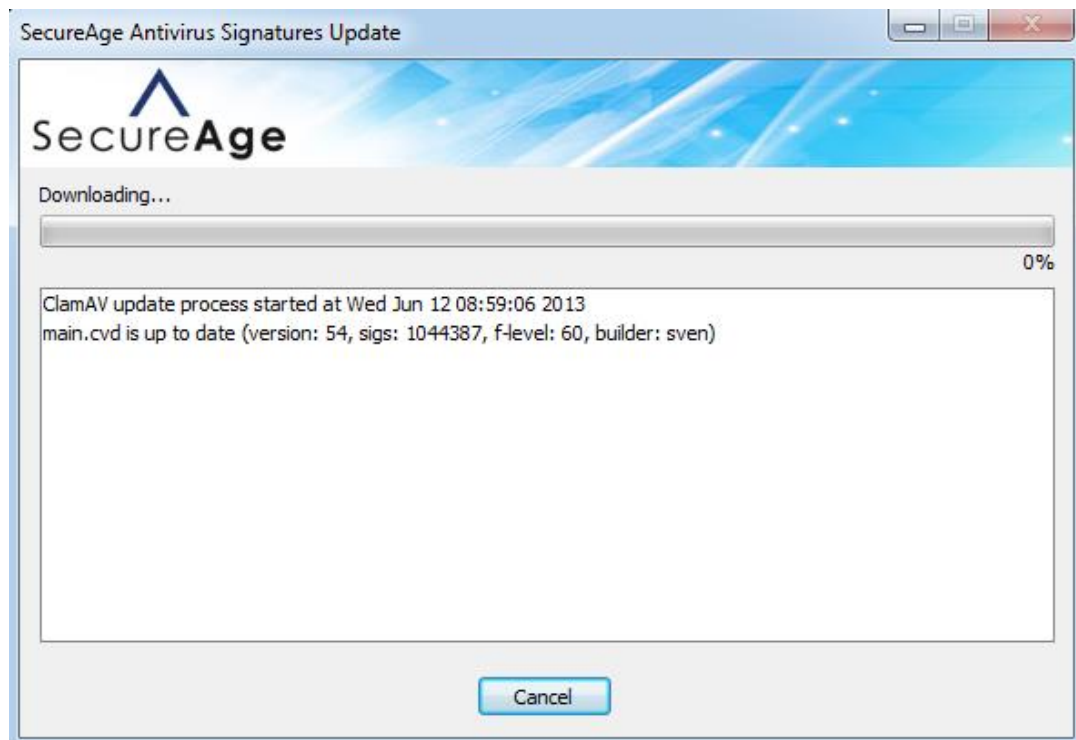 SecureAge Antivirus Signatures Update
SecureAge
Downloading...
0%
ClamAV update process started at Wed Jun 12 08:59:06 2013
main.cvd is up to date (version: 54, sigs: 1044387, f-level: 60, builder: sven)
Cancel